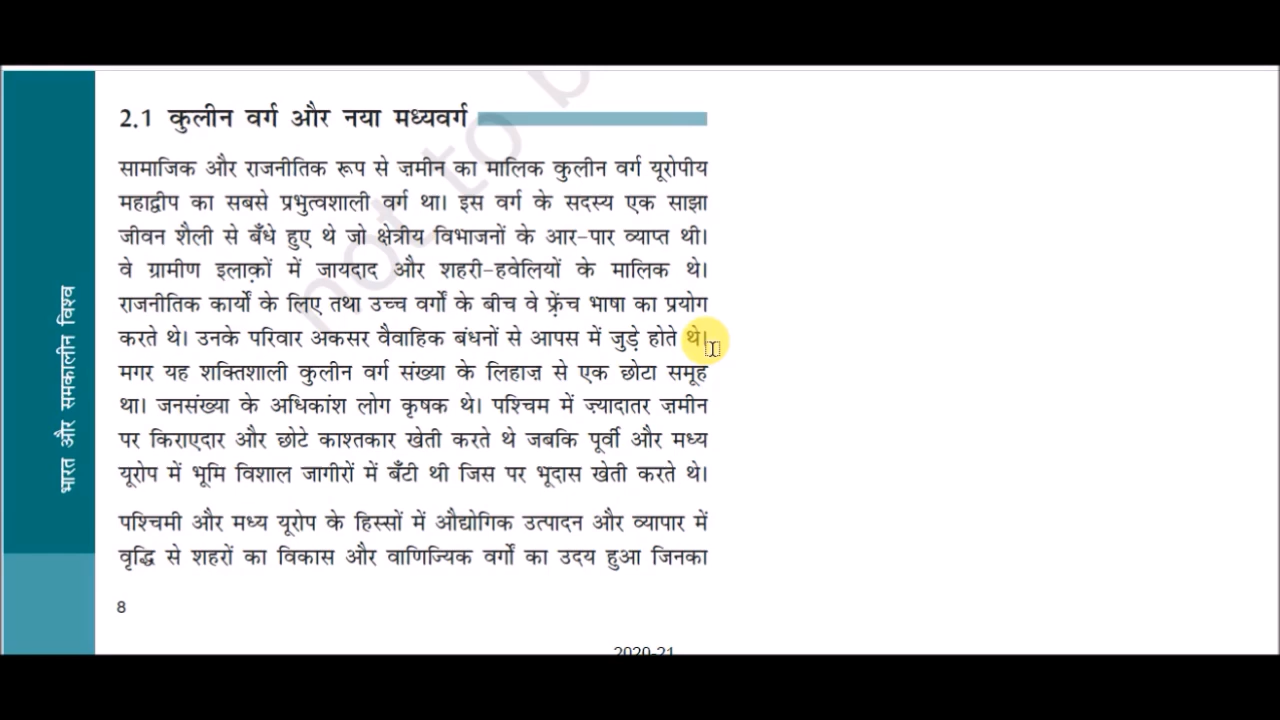 not to b
2.1 कुलीन वर्ग और नया मध्यवर्ग
सामाजिक और राजनीतिक रूप से ज़मीन का मालिक कुलीन वर्ग यूरोपीय
महाद्वीप का सबसे प्रभुत्वशाली वर्ग था। इस वर्ग के सदस्य एक साझा
जीवन शैली से बँधे हुए थे जो क्षेत्रीय विभाजनों के आर-पार व्याप्त थी।
वे ग्रामीण इलाक़ों में जायदाद और शहरी-हवेलियों के मालिक थे।
राजनीतिक कार्यों के लिए तथा उच्च वर्गों के बीच वे फ़्रेंच भाषा का प्रयोग
करते थे। उनके परिवार अकसर वैवाहिक बंधनों से आपस में जुड़े होते थे।
मगर यह शक्तिशाली कुलीन वर्ग संख्या के लिहाज़ से एक छोटा समूह
था। जनसंख्या के अधिकांश लोग कृषक थे। पश्चिम में ज़्यादातर ज़मीन
पर किराएदार और छोटे काश्तकार खेती करते थे जबकि पूर्वी और मध्य
यूरोप में भूमि विशाल जागीरों में बँटी थी जिस पर भूदास खेती करते थे।
पश्चिमी और मध्य यूरोप के हिस्सों में औद्योगिक उत्पादन और व्यापार में
वृद्धि से शहरों का विकास और वाणिज्यिक वर्गों का उदय हुआ जिनका
भारत और समकालीन विश्व
8
2020-21